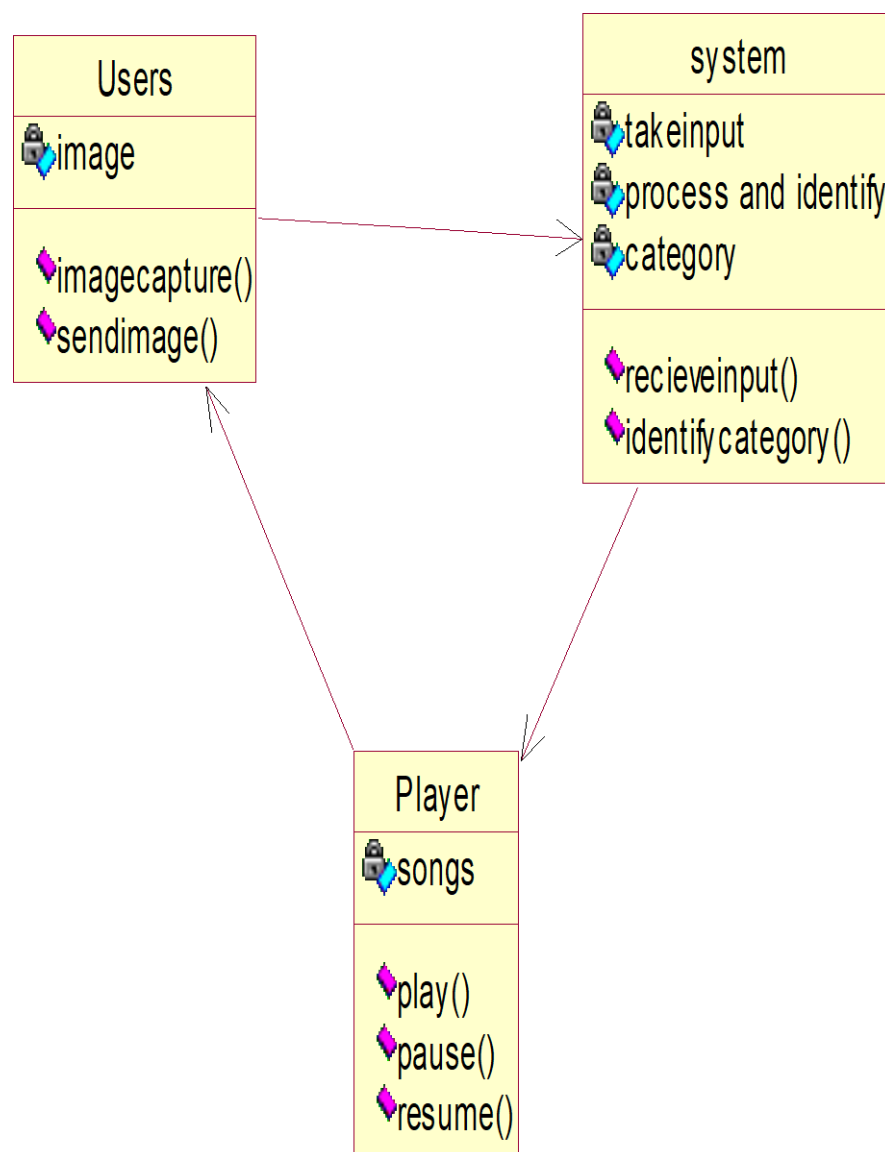 Users
image
imagecapture()
sendimage()
system
takeinput
process and identify
category
recieveinput()
identifycategory()
Player
songs
play()
pause()
resume()